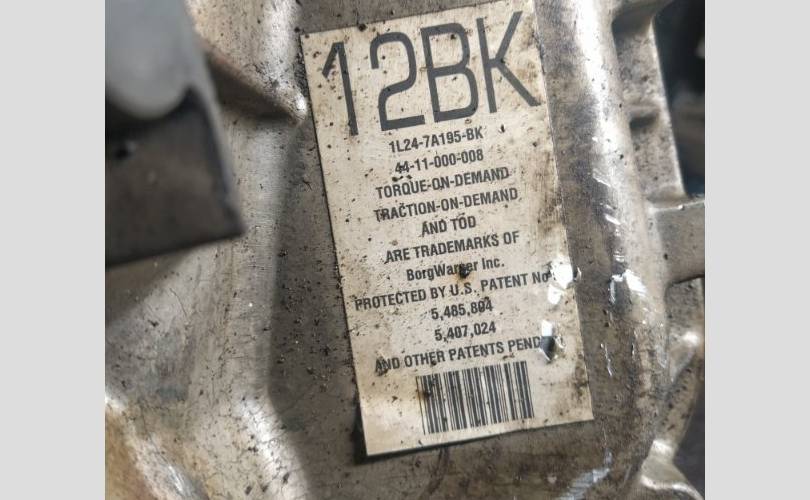 12BK
1L24-7A195-BK
44-11-000-008
TORQUE-ON-DEMAND
TRACTION-ON-DEMAND
AND TOD
ARE TRADEMARKS OF
BorgWarner Inc.
PROTECTED BY U.S. PATENT No
5,485,894
5,407,024
AND OTHER PATENTS PEND